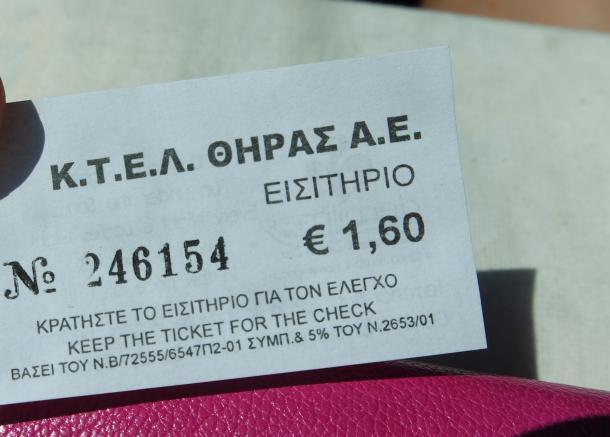 Κ.Τ.Ε.Λ. ΘΗΡΑΣ Α.Ε.
ΕΙΣΙΤΗΡΙΟ
€ 1,60
№ 246154
ΚΡΑΤΗΣΤΕ ΤΟ ΕΙΣΙΤΗΡΙΟ ΓΙΑ ΤΟΝ ΕΛΕΓΧΟ
KEEP THE TICKET FOR THE CHECK
ΒΑΣΕΙ ΤΟΥ Ν.Β/72555/6547Π2-01 ΣΥΜΠ.& 5% ΤΟΥ Ν.2653/01